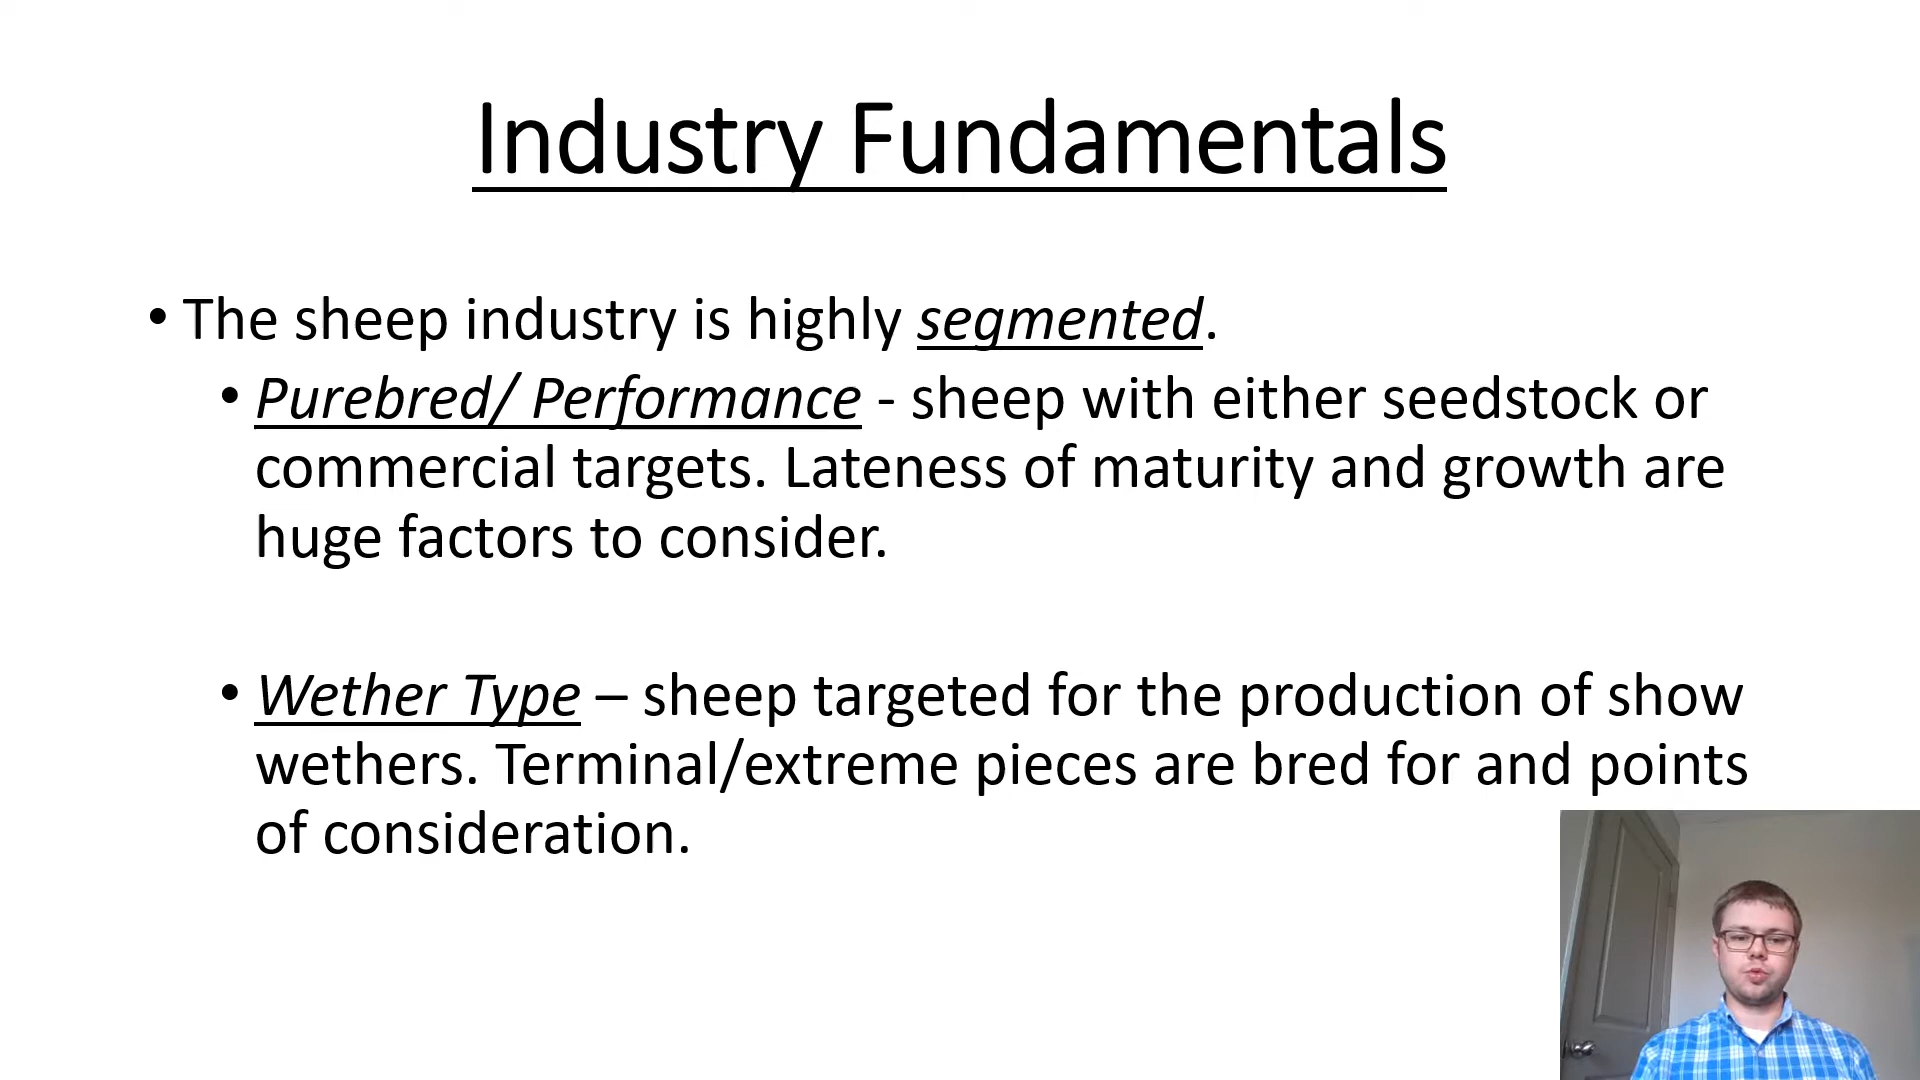 Industry Fundamentals
• The sheep industry is highly segmented.
• Purebred/ Performance - sheep with either seedstock or
commercial targets. Lateness of maturity and growth are
huge factors to consider.
• Wether Type – sheep targeted for the production of show
wethers. Terminal/extreme pieces are bred for and points
of consideration.